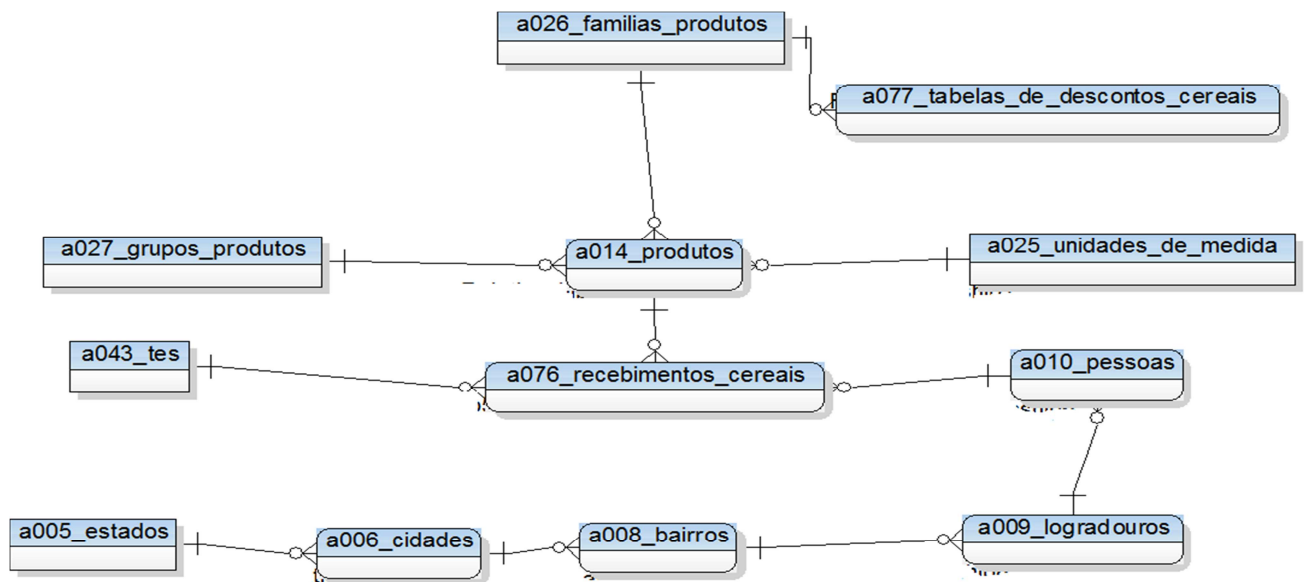 a026_familias_produtos
a077_tabelas_de_descontos_cereais
a027_grupos_produtos
a014_produtos
a025_unidades_de_medida
a043_tes
a076_recebimentos_cereais
a010_pessoas
a005_estados
a006_cidades
a008_bairros
a009_logradouros